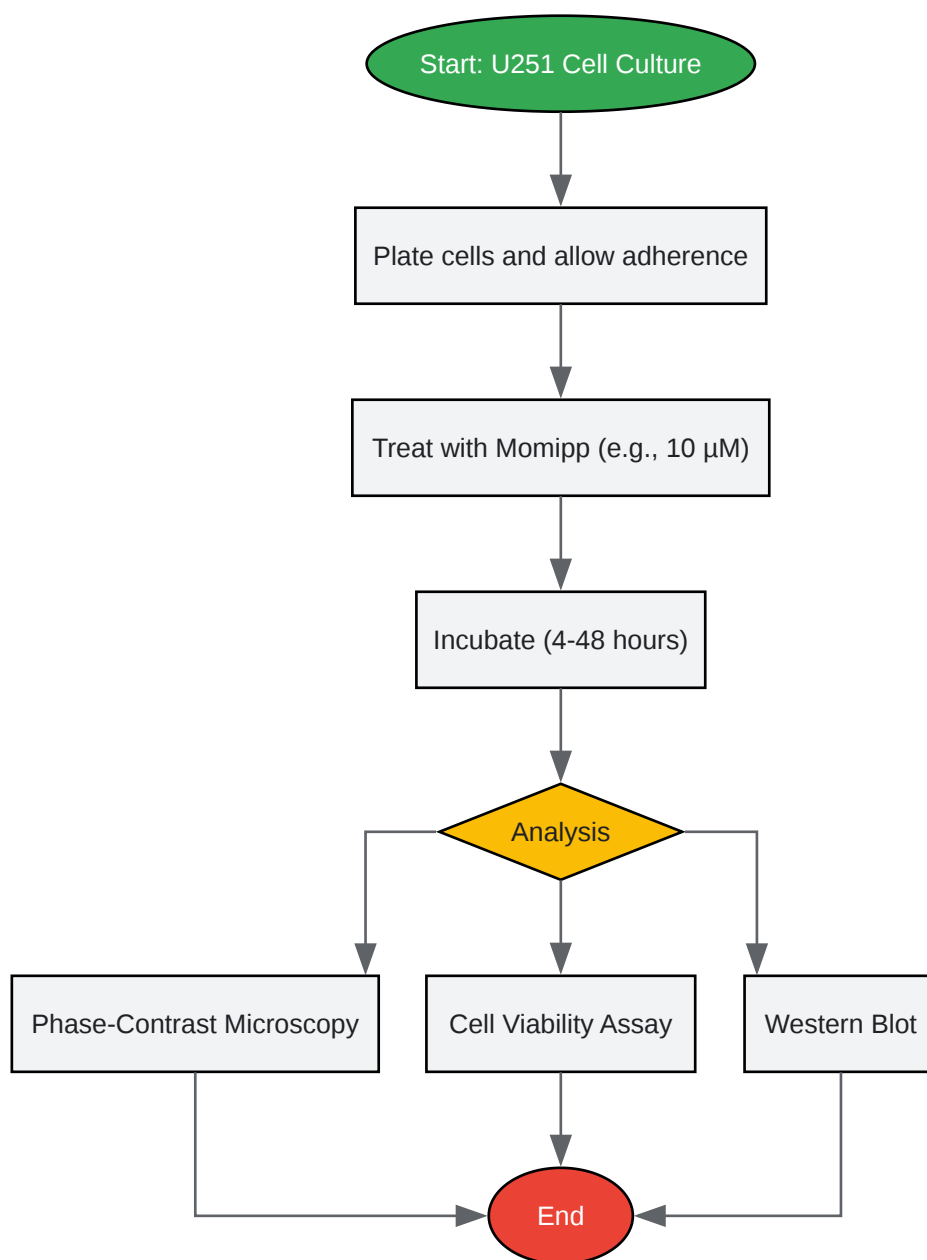 Start: U251 Cell Culture
Plate cells and allow adherence
Treat with Momipp (e.g., 10 µM)
Incubate (4-48 hours)
Analysis
Phase-Contrast Microscopy
Cell Viability Assay
Western Blot
End